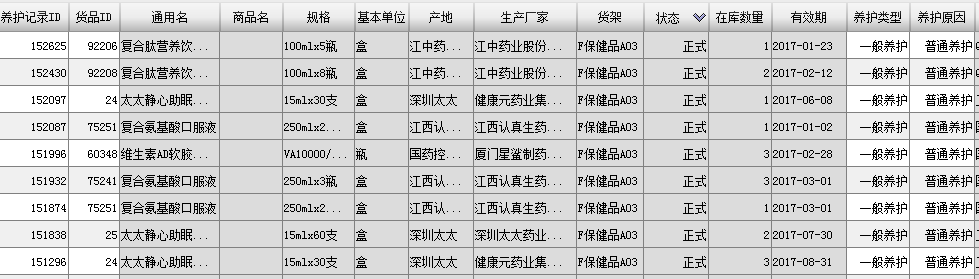 养护记录ID 货品ID 通用名 商品名 规格 基本单位 产地 生产厂家 货架 状态 在库数量 有效期 养护类型 养护原因
152625 92206 复合肽营养饮... 100mlx5瓶 盒 江中药... 江中药业股份... F保健品A03 正式 1 2017-01-23 一般养护 普通养护
152430 92208 复合肽营养饮... 100mlx8瓶 盒 江中药... 江中药业股份... F保健品A03 正式 2 2017-02-12 一般养护 普通养护
152097 24 太太静心助眠... 15mlx30支 盒 深圳太太 健康元药业集... F保健品A03 正式 1 2017-06-08 一般养护 普通养护
152087 75251 复合氨基酸口服液 250mlx2... 盒 江西认... 江西认真生药... F保健品A03 正式 1 2017-01-02 一般养护 普通养护
151996 60348 维生素AD软胶... VA10000/... 瓶 国药控... 厦门星鲨制药... F保健品A03 正式 3 2017-02-28 一般养护 普通养护
151932 75241 复合氨基酸口服液 250mlx3瓶 盒 江西认... 江西认真生药... F保健品A03 正式 3 2017-03-01 一般养护 普通养护
151874 75251 复合氨基酸口服液 250mlx2... 盒 江西认... 江西认真生药... F保健品A03 正式 1 2017-03-01 一般养护 普通养护
151838 25 太太静心助眠... 15mlx60支 盒 深圳太太 深圳太太药业... F保健品A03 正式 2 2017-07-30 一般养护 普通养护
151296 24 太太静心助眠... 15mlx30支 盒 深圳太太 健康元药业集... F保健品A03 正式 3 2017-08-31 一般养护 普通养护